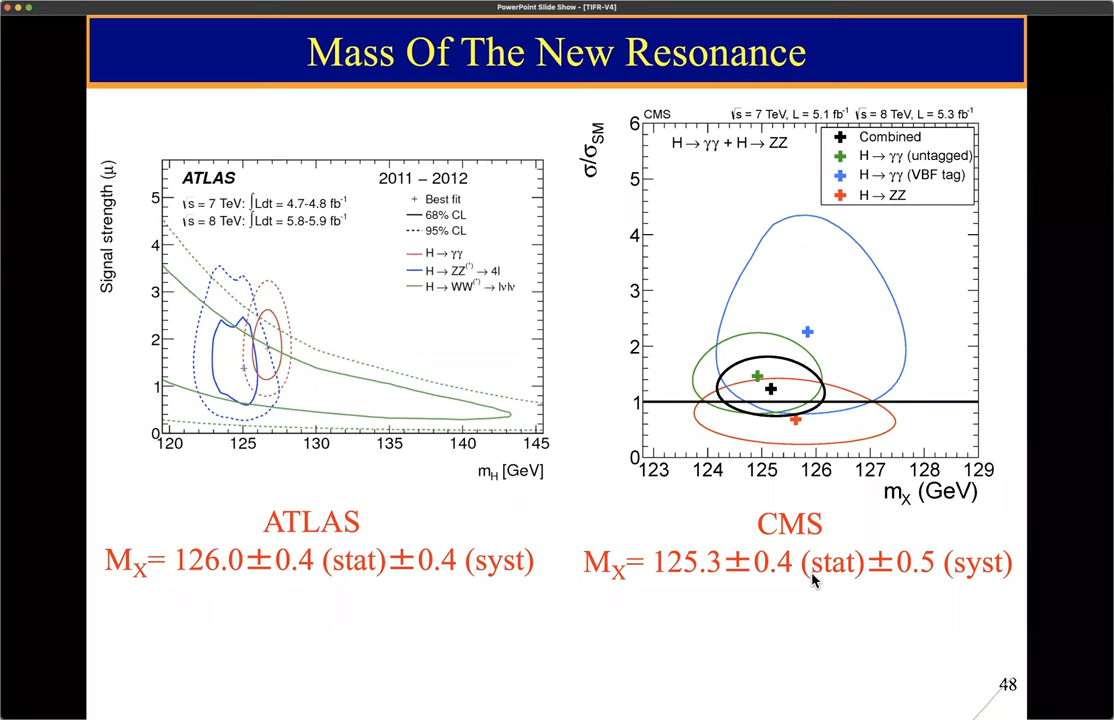 PowerPoint Slide Show - [TIFR-V4]
Mass Of The New Resonance
ATLAS
2011 – 2012
√s = 7 TeV: ∫Ldt = 4.7-4.8 fb⁻¹
√s = 8 TeV: ∫Ldt = 5.8-5.9 fb⁻¹
+ Best fit
68% CL
95% CL
H → γγ
H → ZZ⁽*⁾ → 4l
H → WW⁽*⁾ → lνlν
Signal strength (μ)
5
4
3
2
1
0
120 125 130 135 140 145
m_H [GeV]
CMS √s = 7 TeV, L = 5.1 fb⁻¹ √s = 8 TeV, L = 5.3 fb⁻¹
H → γγ + H → ZZ
Combined
H → γγ (untagged)
H → γγ (VBF tag)
H → ZZ
σ/σ_SM
6
5
4
3
2
1
0
123 124 125 126 127 128 129
m_X (GeV)
ATLAS
M_X= 126.0±0.4 (stat)±0.4 (syst)
CMS
M_X= 125.3±0.4 (stat)±0.5 (syst)
48